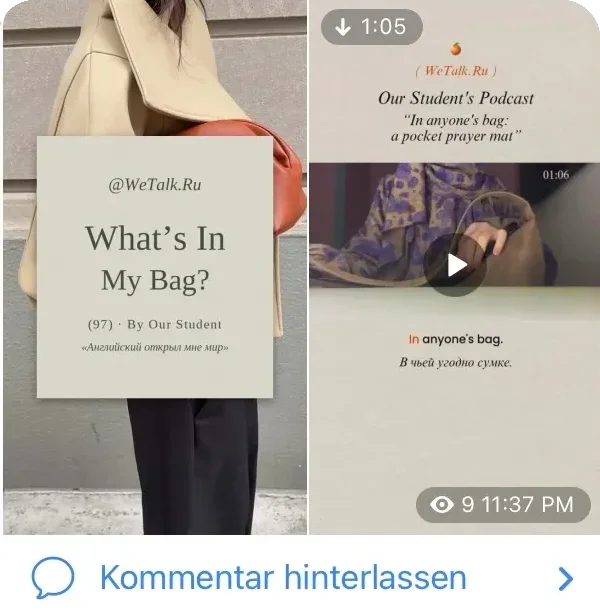 @WeTalk.Ru
What's In
My Bag?
(97) · By Our Student
«Английский открыл мне мир»
1:05
( WeTalk.Ru )
Our Student's Podcast
“In anyone's bag:
a pocket prayer mat”
01:06
In anyone's bag.
В чьей угодно сумке.
9 11:37 PM
Kommentar hinterlassen